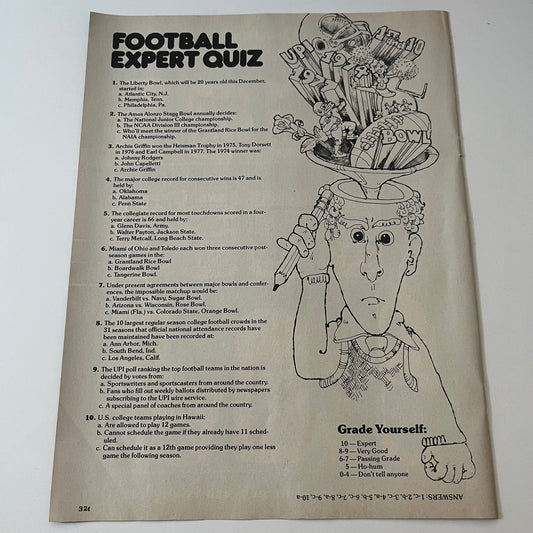 FOOTBALL
EXPERT QUIZ
1. The Liberty Bowl, which will be 20 years old this December,
started in:
a. Atlantic City, N.J.
b. Memphis, Tenn.
c. Philadelphia, Pa.
2. The Amos Alonzo Stagg Bowl annually decides:
a. The National Junior College championship.
b. The NCAA Division III championship.
c. Who'll meet the winner of the Grantland Rice Bowl for the
NAIA championship.
3. Archie Griffin won the Heisman Trophy in 1975, Tony Dorsett
in 1976 and Earl Campbell in 1977. The 1974 winner was:
a. Johnny Rodgers
b. John Capelletti
c. Archie Griffin
4. The major college record for consecutive wins is 47 and is
held by:
a. Oklahoma
b. Alabama
c. Penn State
5. The collegiate record for most touchdowns scored in a four-
year career is 66 and held by:
a. Glenn Davis, Army.
b. Walter Payton, Jackson State.
c. Terry Metcalf, Long Beach State.
6. Miami of Ohio and Toledo each won three consecutive post-
season games in the:
a. Grantland Rice Bowl
b. Boardwalk Bowl
c. Tangerine Bowl.
7. Under present agreements between major bowls and confer-
ences, the impossible matchup would be:
a. Vanderbilt vs. Navy, Sugar Bowl.
b. Arizona vs. Wisconsin, Rose Bowl.
c. Miami (Fla.) vs. Colorado State, Orange Bowl.
8. The 10 largest regular season college football crowds in the
31 seasons that official national attendance records have
been maintained have been recorded at:
a. Ann Arbor, Mich.
b. South Bend, Ind.
c. Los Angeles, Calif.
9. The UPI poll ranking the top football teams in the nation is
decided by votes from:
a. Sportswriters and sportscasters from around the country.
b. Fans who fill out weekly ballots distributed by newspapers
subscribing to the UPI wire service.
c. A special panel of coaches from around the country.
10. U.S. college teams playing in Hawaii:
a. Are allowed to play 12 games.
b. Cannot schedule the game if they already have 11 sched-
uled.
c. Can schedule it as a 12th game providing they play one less
game the following season.
UPI
BOWL
Grade Yourself:
10 — Expert
8-9 — Very Good
6-7 — Passing Grade
5 — Ho-hum
0-4 — Don't tell anyone
ANSWERS: 1-c, 2-b, 3-c, 4-a, 5-a, 6-c, 7-c, 8-a, 9-c, 10-a